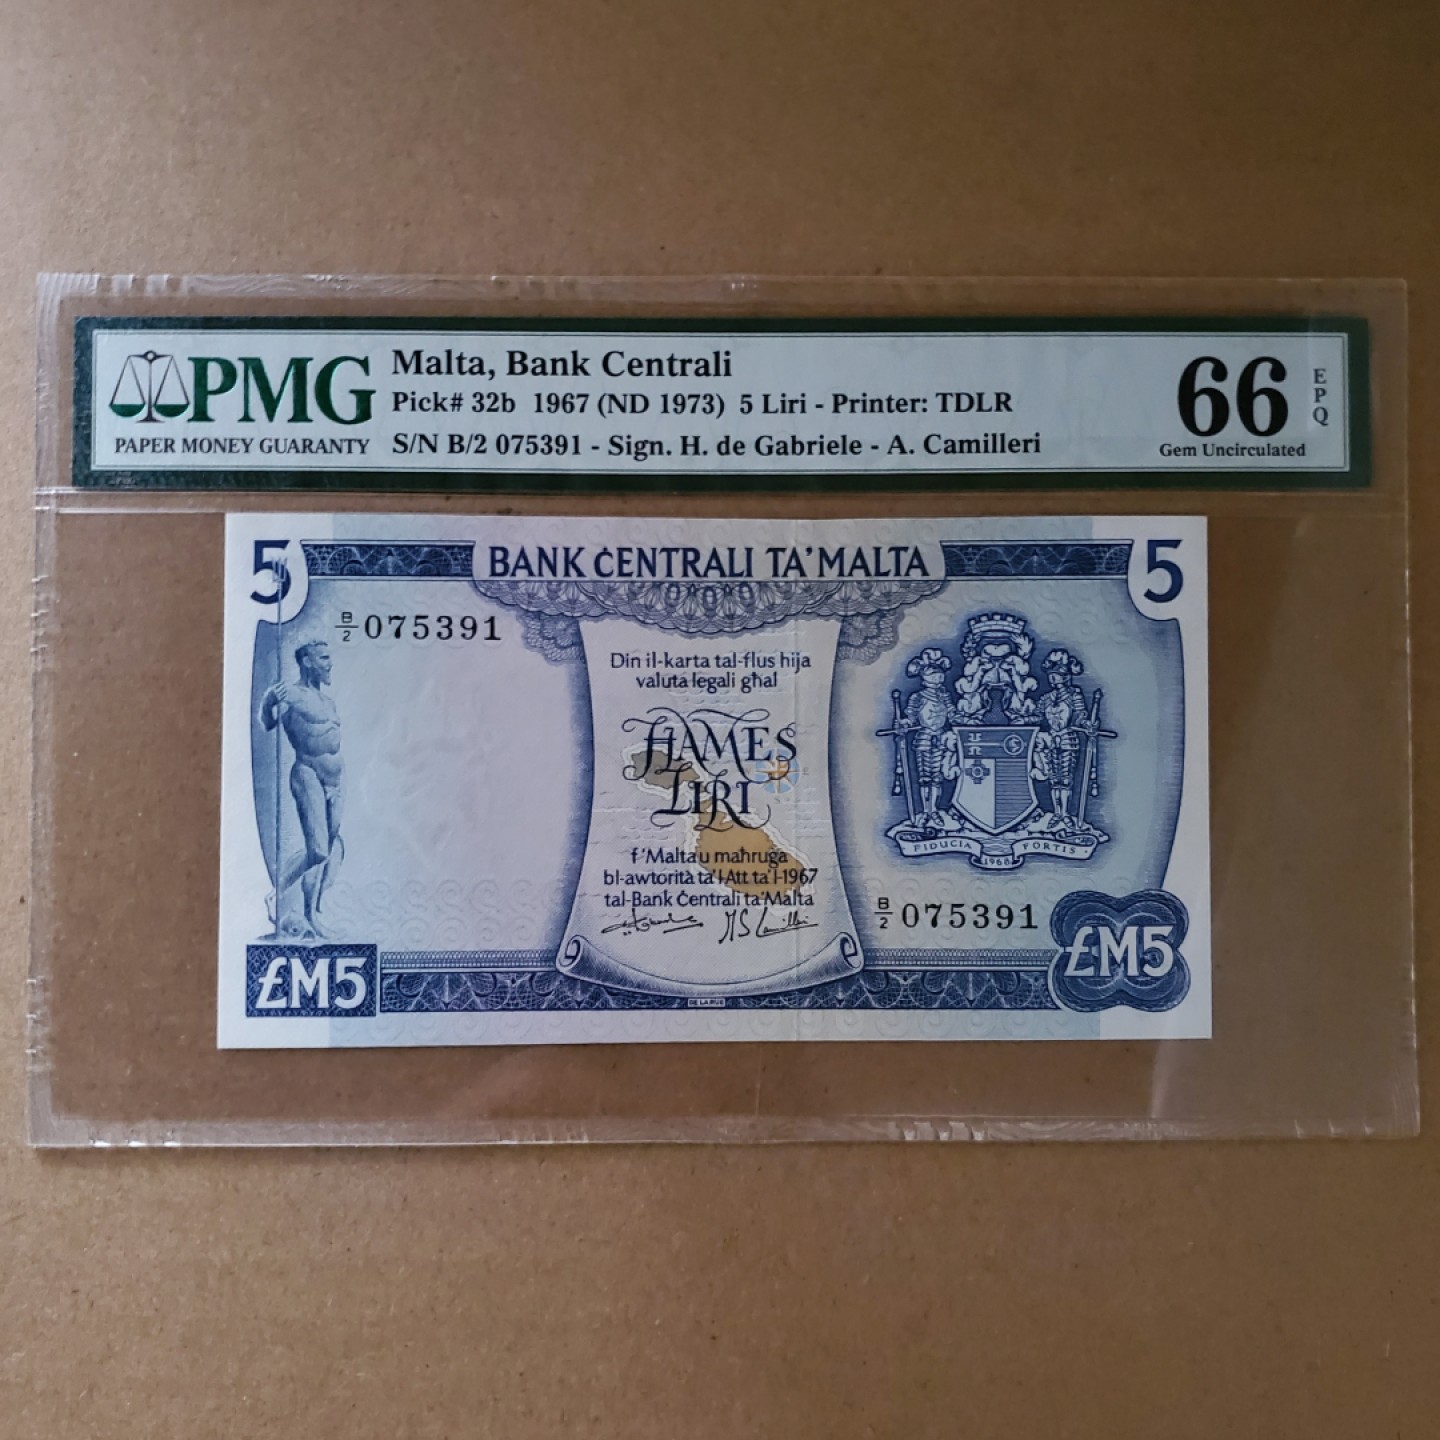 PMG
PAPER MONEY GUARANTY
Malta, Bank Centrali
Pick# 32b 1967 (ND 1973) 5 Liri - Printer: TDLR
S/N B/2 075391 - Sign. H. de Gabriele - A. Camilleri
66
EPQ
Gem Uncirculated
5
BANK ĊENTRALI TA' MALTA
5
B/2 075391
Din il-karta tal-flus hija
valuta legali għal
ĦAMES
LIRI
f'Malta u maħruġa
bl-awtorità ta' l-Att ta' l-1967
tal-Bank Ċentrali ta' Malta
FIDUCIA 1968 FORTIS
B/2 075391
£M5
DE LA RUE
£M5